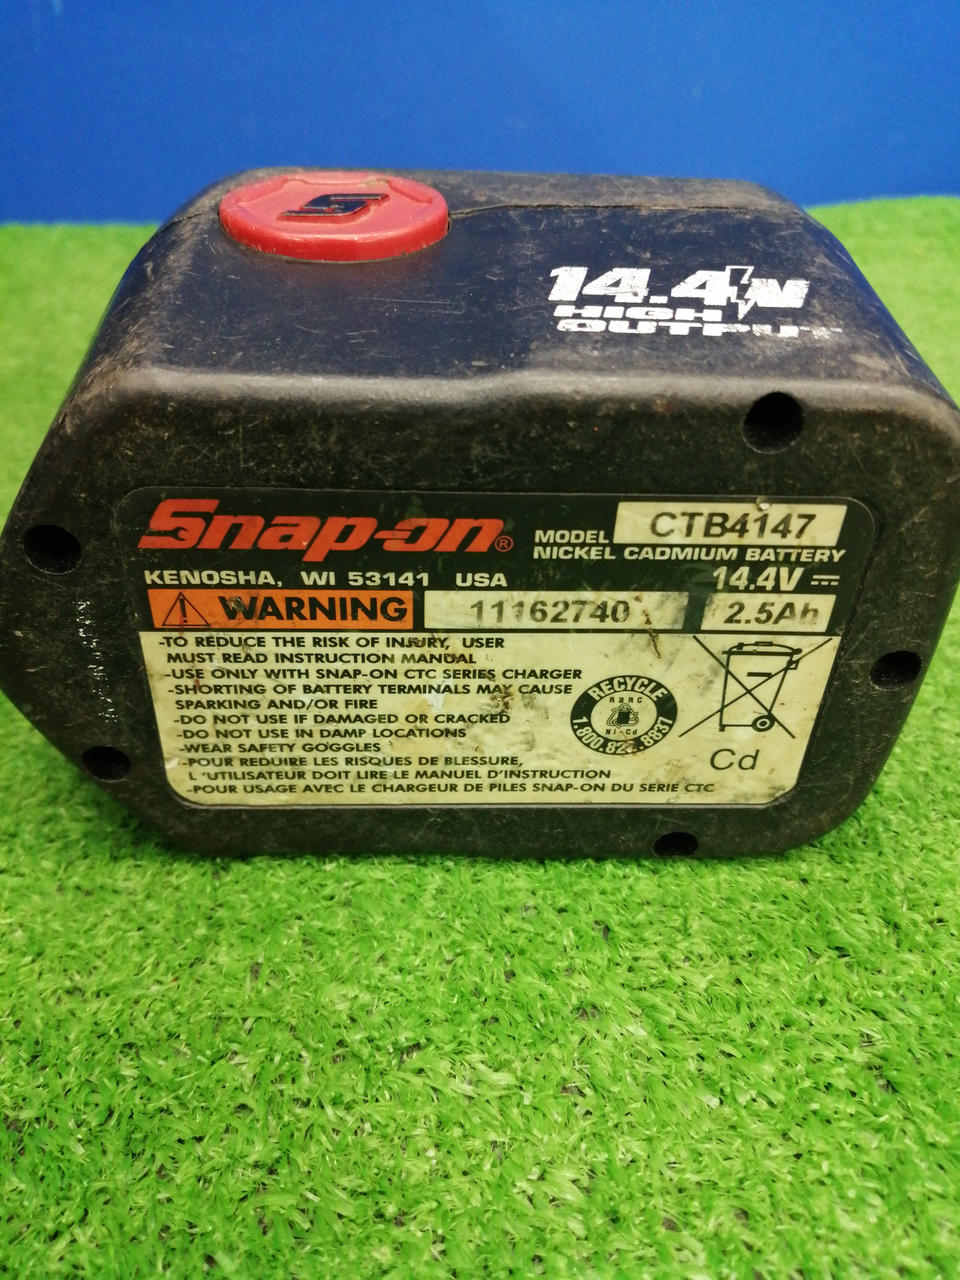 14.4V
HIGH
OUTPUT
Snap-on®
MODEL CTB4147
NICKEL CADMIUM BATTERY
KENOSHA, WI 53141 USA
14.4V
WARNING
11162740
2.5Ah
-TO REDUCE THE RISK OF INJURY, USER
MUST READ INSTRUCTION MANUAL
-USE ONLY WITH SNAP-ON CTC SERIES CHARGER
-SHORTING OF BATTERY TERMINALS MAY CAUSE
SPARKING AND/OR FIRE
-DO NOT USE IF DAMAGED OR CRACKED
-DO NOT USE IN DAMP LOCATIONS
-WEAR SAFETY GOGGLES
-POUR REDUIRE LES RISQUES DE BLESSURE,
L'UTILISATEUR DOIT LIRE LE MANUEL D'INSTRUCTION
-POUR USAGE AVEC LE CHARGEUR DE PILES SNAP-ON DU SERIE CTC
RECYCLE
RBRC
Ni-Cd
1.800.822.8837
Cd